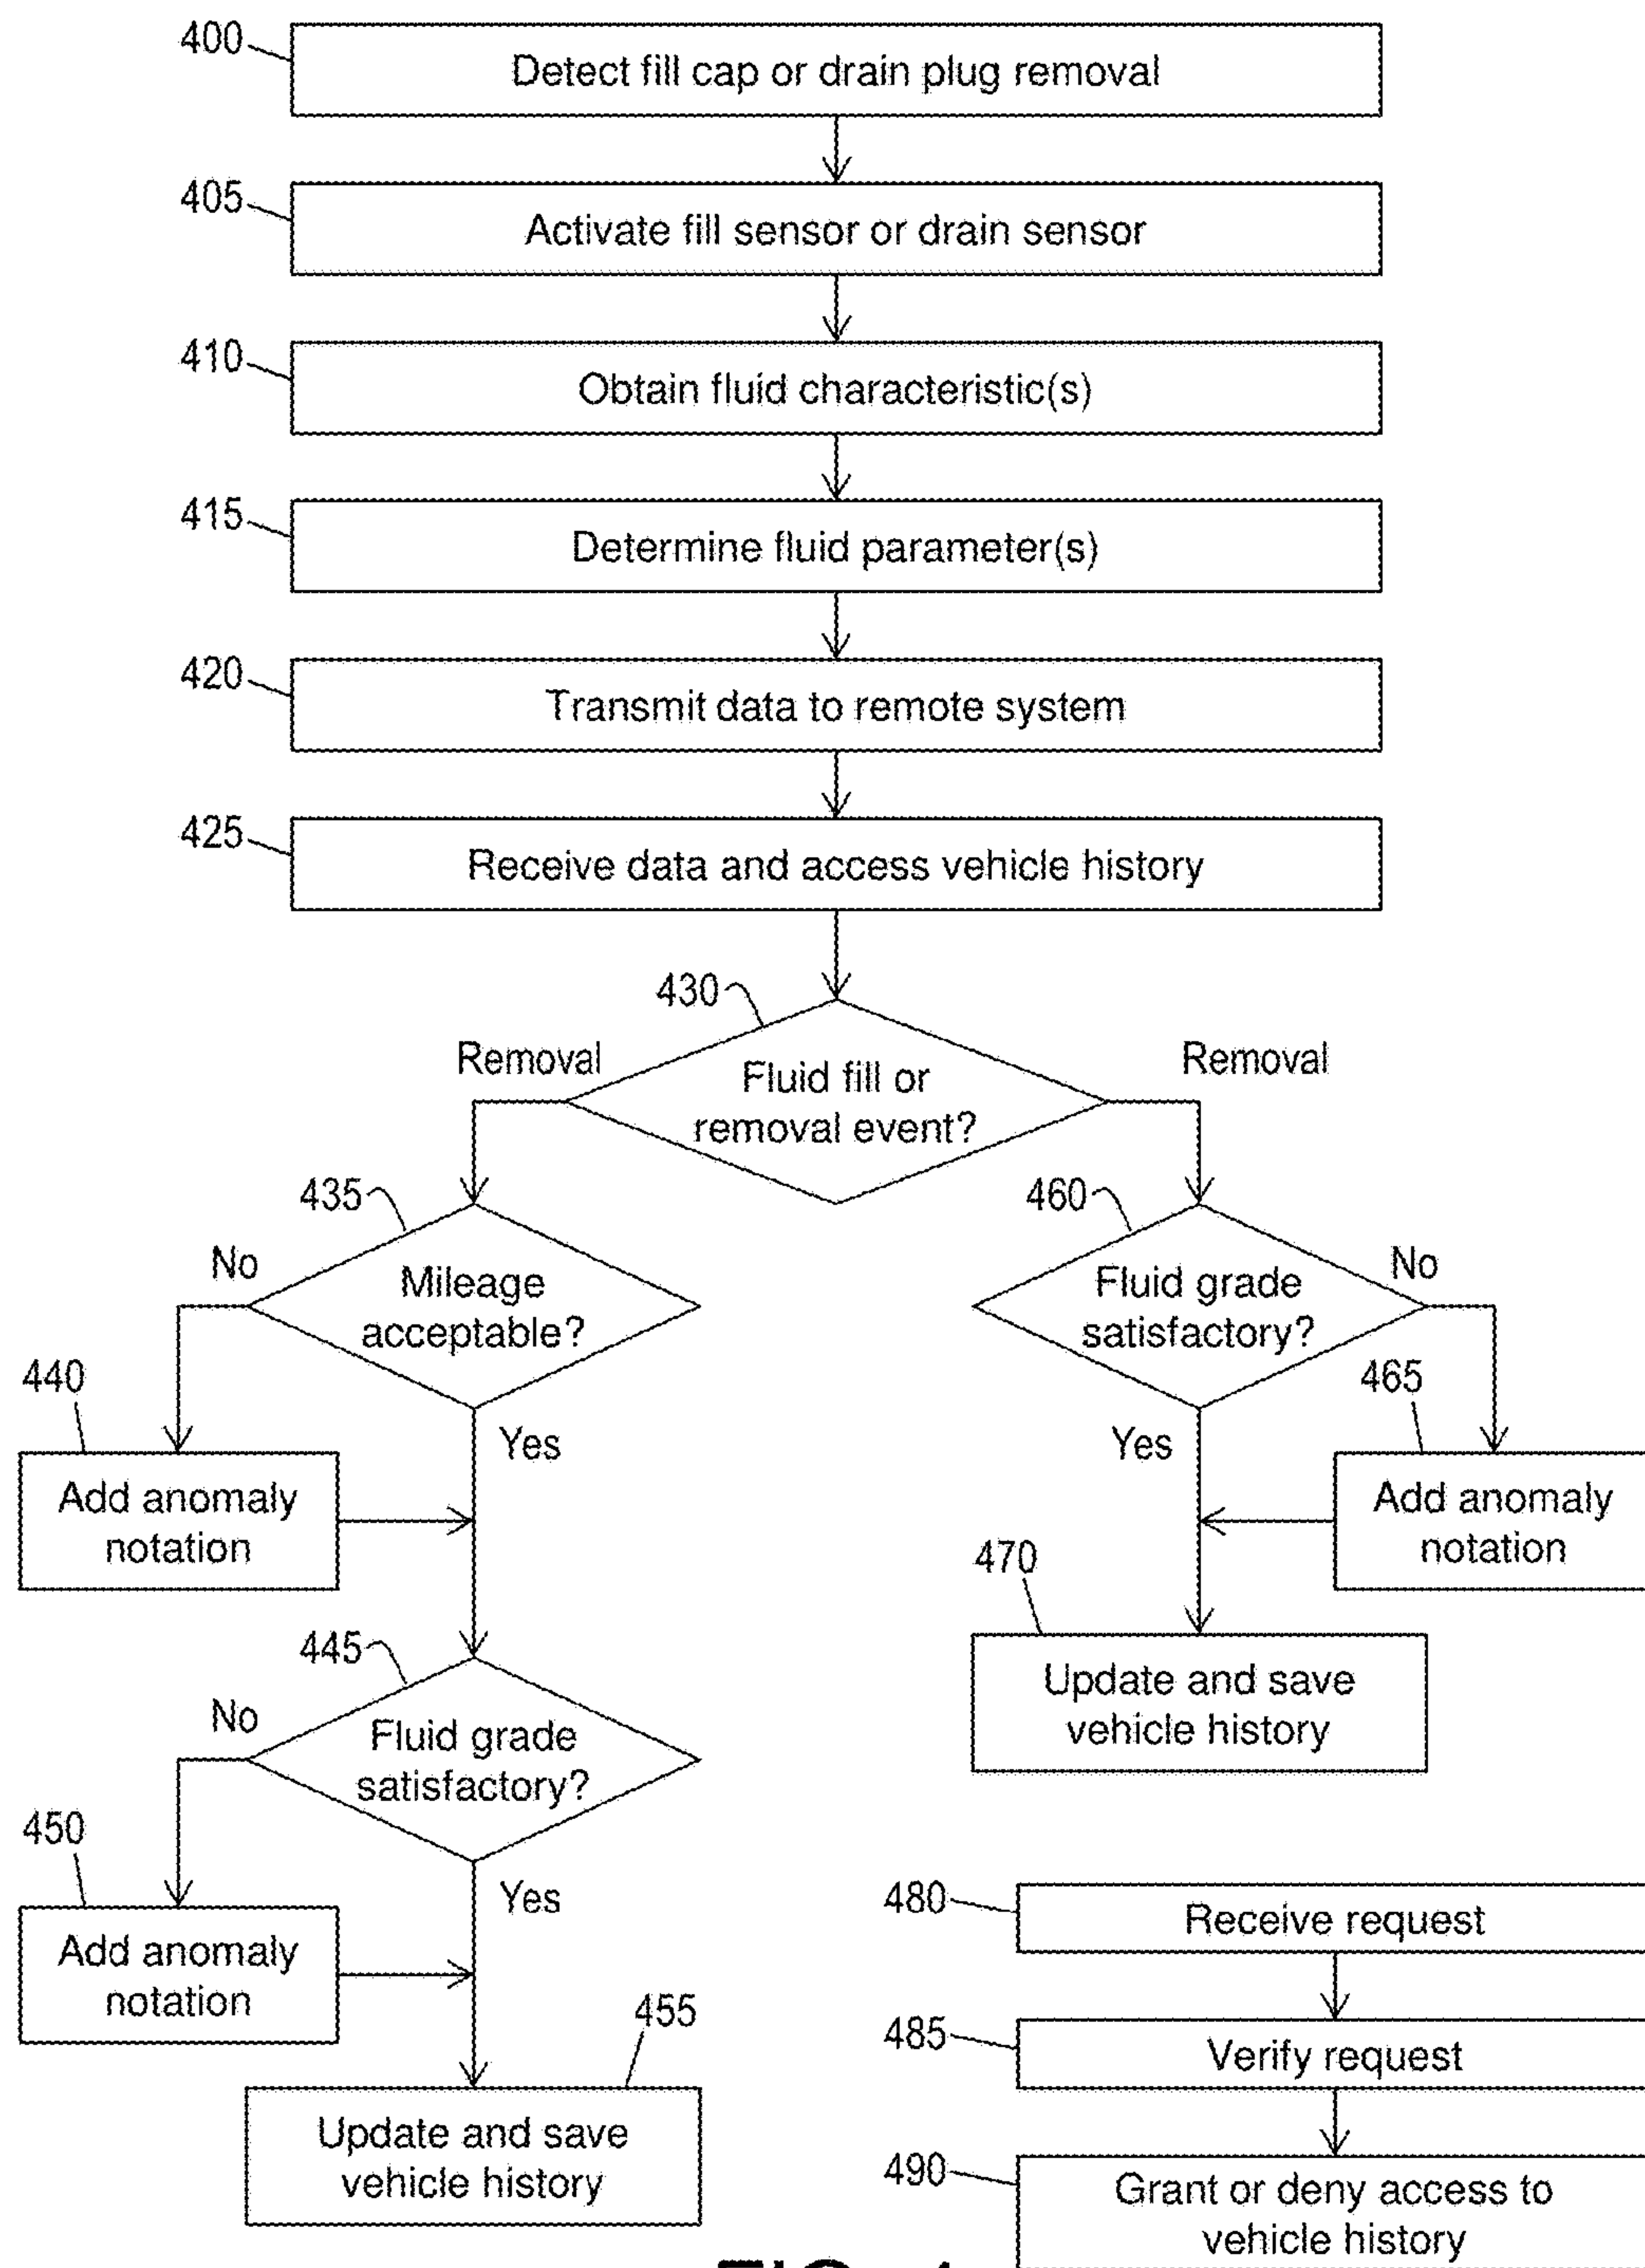 400
Detect fill cap or drain plug removal
405
Activate fill sensor or drain sensor
410
Obtain fluid characteristic(s)
415
Determine fluid parameter(s)
420
Transmit data to remote system
425
Receive data and access vehicle history
430
Removal
Removal
Fluid fill or
removal event?
435
No
Mileage
acceptable?
440
Yes
Add anomaly
notation
445
No
Fluid grade
satisfactory?
450
Yes
Add anomaly
notation
455
Update and save
vehicle history
460
No
Fluid grade
satisfactory?
465
Yes
Add anomaly
notation
470
Update and save
vehicle history
480
Receive request
485
Verify request
490
Grant or deny access to
vehicle history